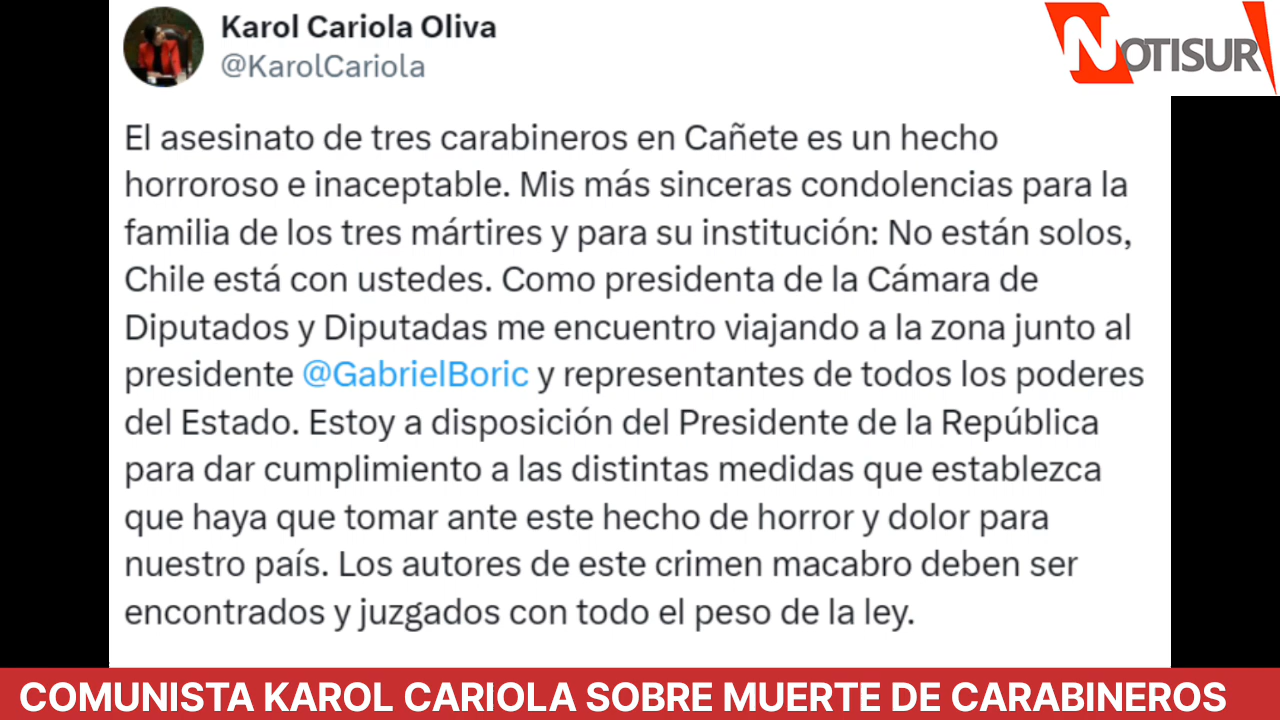 Karol Cariola Oliva
@KarolCariola
NOTISUR
El asesinato de tres carabineros en Cañete es un hecho
horroroso e inaceptable. Mis más sinceras condolencias para la
familia de los tres mártires y para su institución: No están solos,
Chile está con ustedes. Como presidenta de la Cámara de
Diputados y Diputadas me encuentro viajando a la zona junto al
presidente @GabrielBoric y representantes de todos los poderes
del Estado. Estoy a disposición del Presidente de la República
para dar cumplimiento a las distintas medidas que establezca
que haya que tomar ante este hecho de horror y dolor para
nuestro país. Los autores de este crimen macabro deben ser
encontrados y juzgados con todo el peso de la ley.
COMUNISTA KAROL CARIOLA SOBRE MUERTE DE CARABINEROS